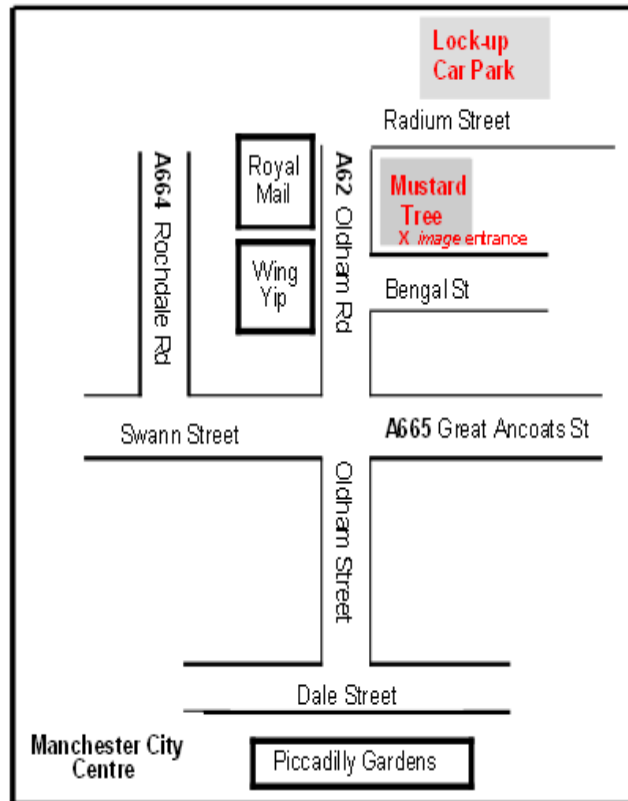 Lock-up
Car Park
Radium Street
A664 Rochdale Rd
Royal
Mail
A62 Oldham Rd
Mustard
Tree
X image entrance
Wing
Yip
Bengal St
Swann Street
A665 Great Ancoats St
Oldham Street
Dale Street
Manchester City
Centre
Piccadilly Gardens